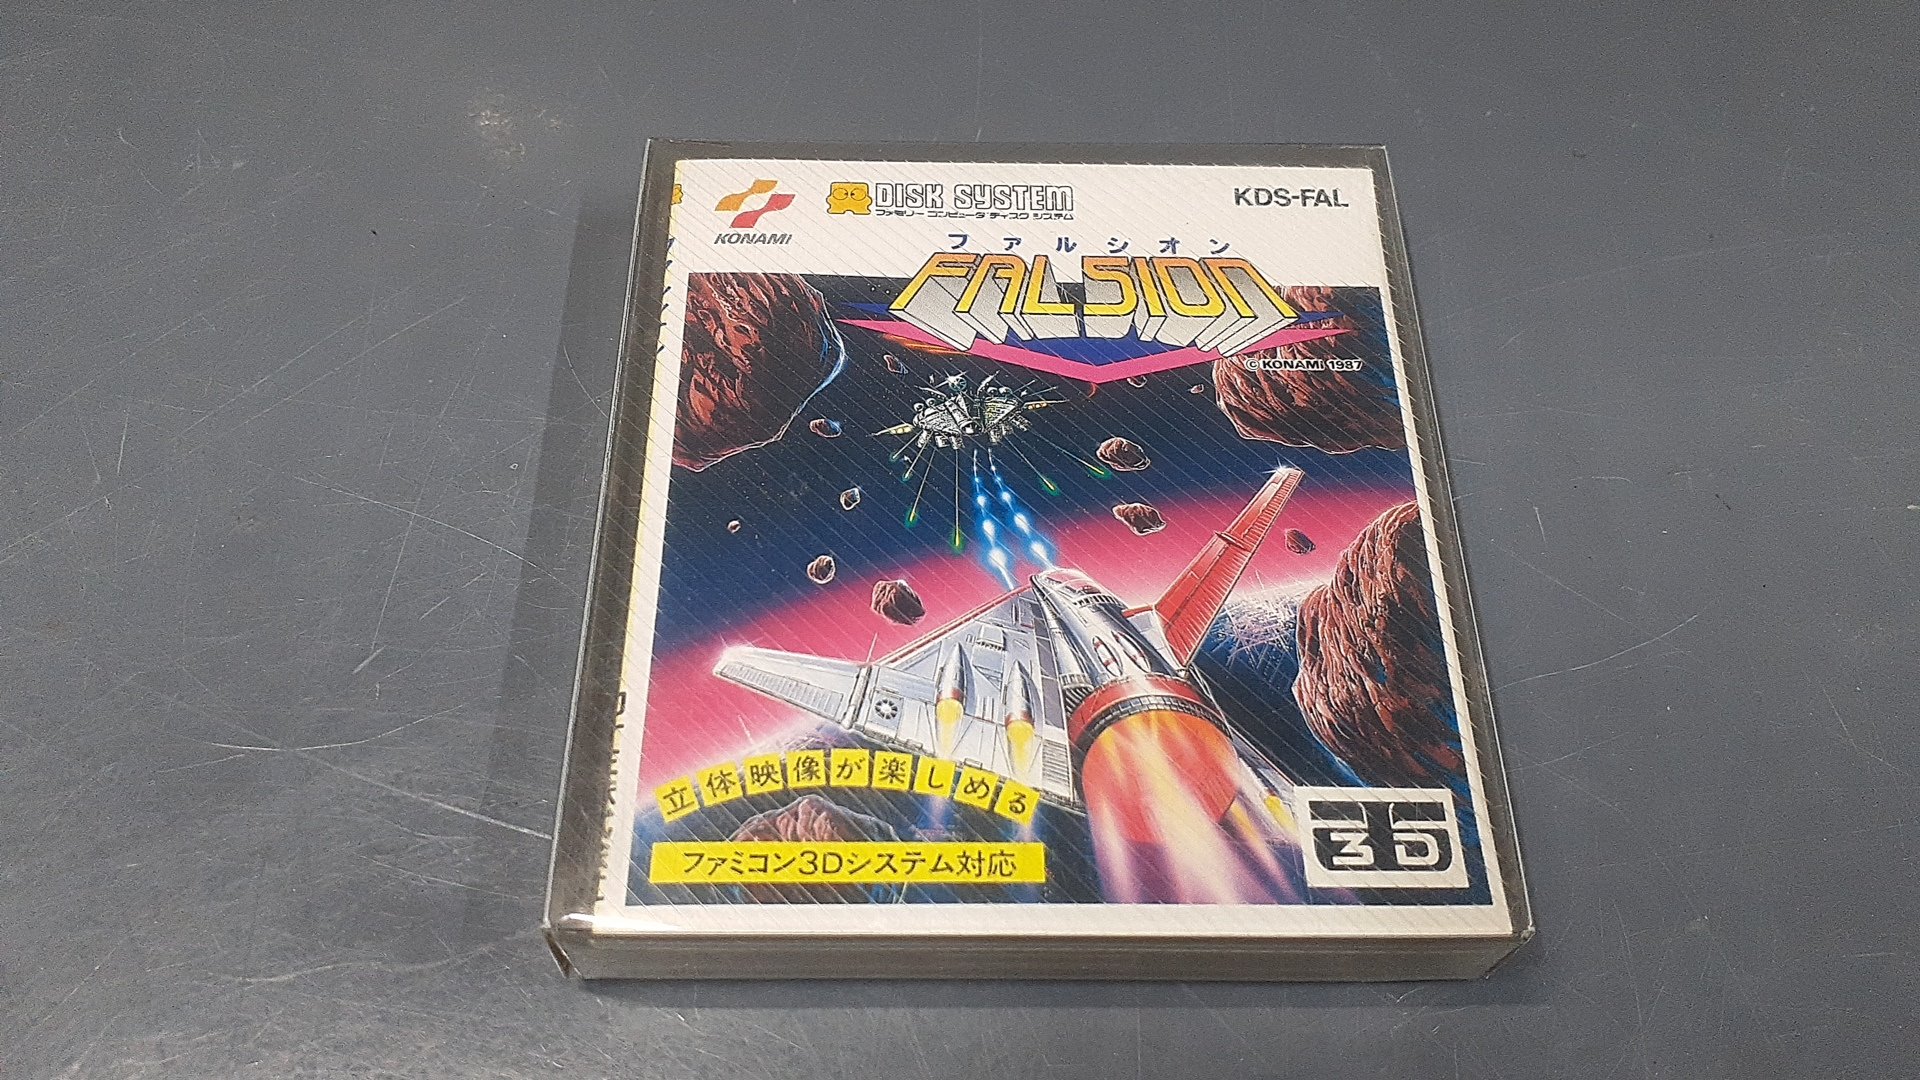 KONAMI
DISK SYSTEM
ファミリー コンピュータ ディスク システム
KDS-FAL
ファルシオン
FALSION
© KONAMI 1987
立体映像が楽しめる
ファミコン3Dシステム対応
3D